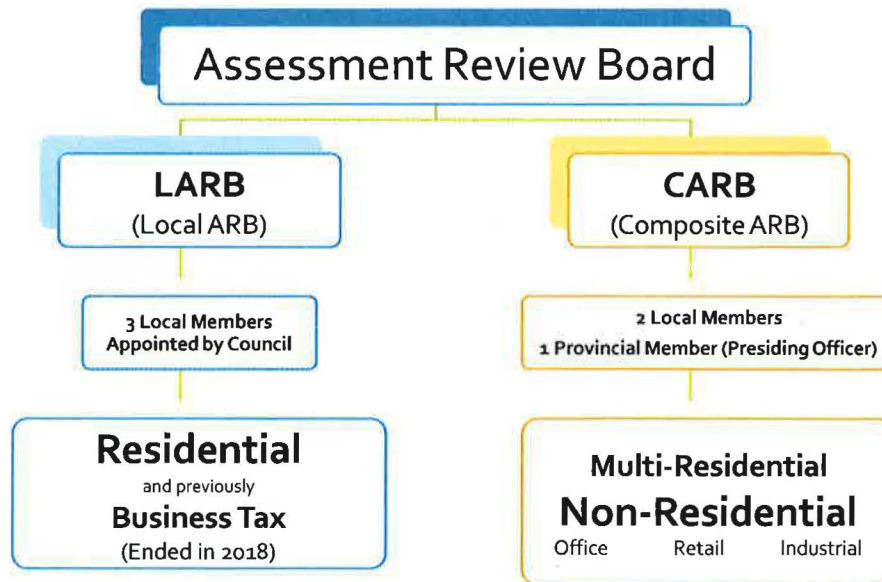 Assessment Review Board
LARB
(Local ARB)
3 Local Members
Appointed by Council
Residential
and previously
Business Tax
(Ended in 2018)
CARB
(Composite ARB)
2 Local Members
1 Provincial Member (Presiding Officer)
Multi-Residential
Non-Residential
Office Retail Industrial